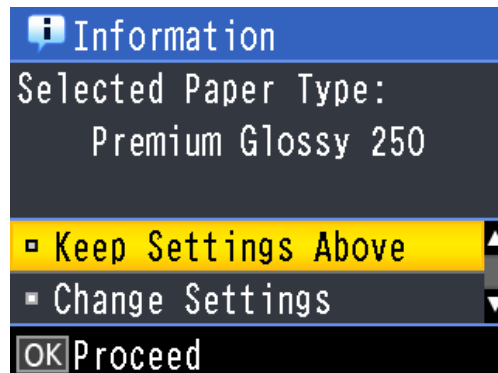 Information
Selected Paper Type:
Premium Glossy 250
Keep Settings Above
Change Settings
OK Proceed